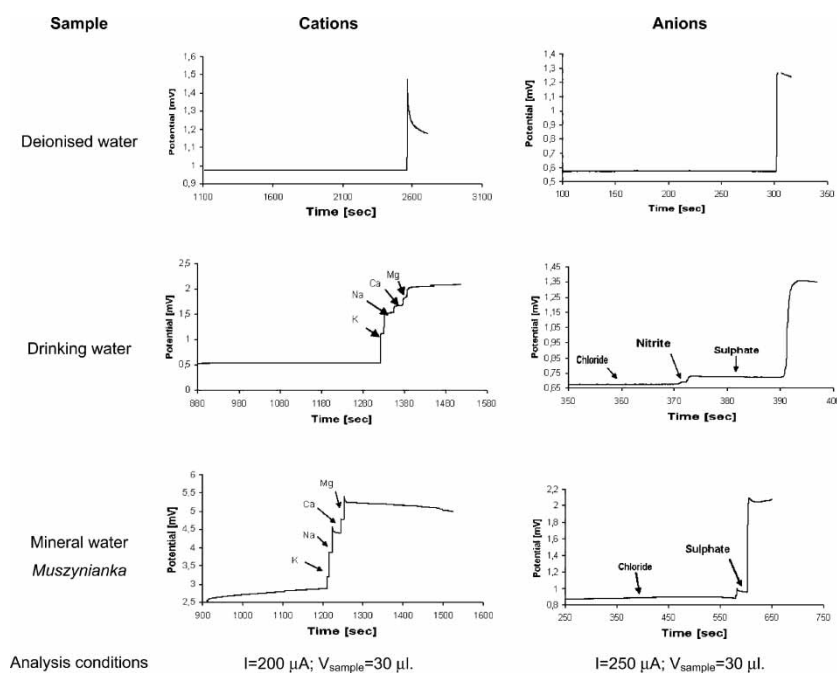 Sample Cations Anions
Deionised water
Potential [mV]
1,6
1,5
1,4
1,3
1,2
1,1
1
0,9
1100 1600 2100 2600 3100
Time [sec]
Potential [mV]
1,4
1,3
1,2
1,1
1
0,9
0,8
0,7
0,6
0,5
100 150 200 250 300 350
Time [sec]
Drinking water
Potential [mV]
2,5
2
1,5
1
0,5
0
Mg
Ca
Na
K
880 980 1080 1180 1280 1380 1480 1580
Time [sec]
Potential [mV]
1,45
1,35
1,25
1,15
1,05
0,95
0,85
0,75
0,65
Chloride Nitrite Sulphate
350 360 370 380 390 400
Time [sec]
Mineral water
Muszynianka
Potential [mV]
6
5,5
5
4,5
4
3,5
3
2,5
Mg
Ca
Na
K
900 1000 1100 1200 1300 1400 1500 1600
Time [sec]
Potential [mV]
2,2
2
1,8
1,6
1,4
1,2
1
0,8
Chloride Sulphate
250 350 450 550 650 750
Time [sec]
Analysis conditions I=200 µA; Vsample=30 µl. I=250 µA; Vsample=30 µl.